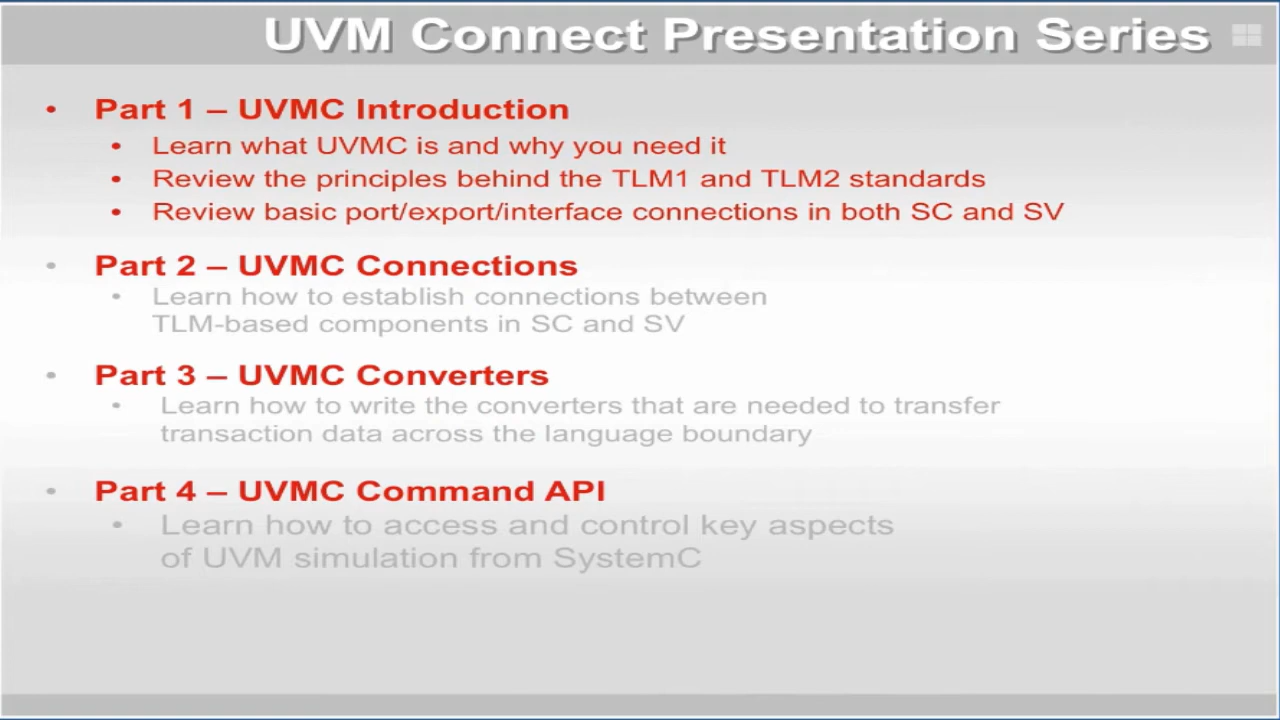 UVM Connect Presentation Series
• Part 1 – UVMC Introduction
• Learn what UVMC is and why you need it
• Review the principles behind the TLM1 and TLM2 standards
• Review basic port/export/interface connections in both SC and SV
• Part 2 – UVMC Connections
• Learn how to establish connections between
TLM-based components in SC and SV
• Part 3 – UVMC Converters
• Learn how to write the converters that are needed to transfer
transaction data across the language boundary
• Part 4 – UVMC Command API
• Learn how to access and control key aspects
of UVM simulation from SystemC